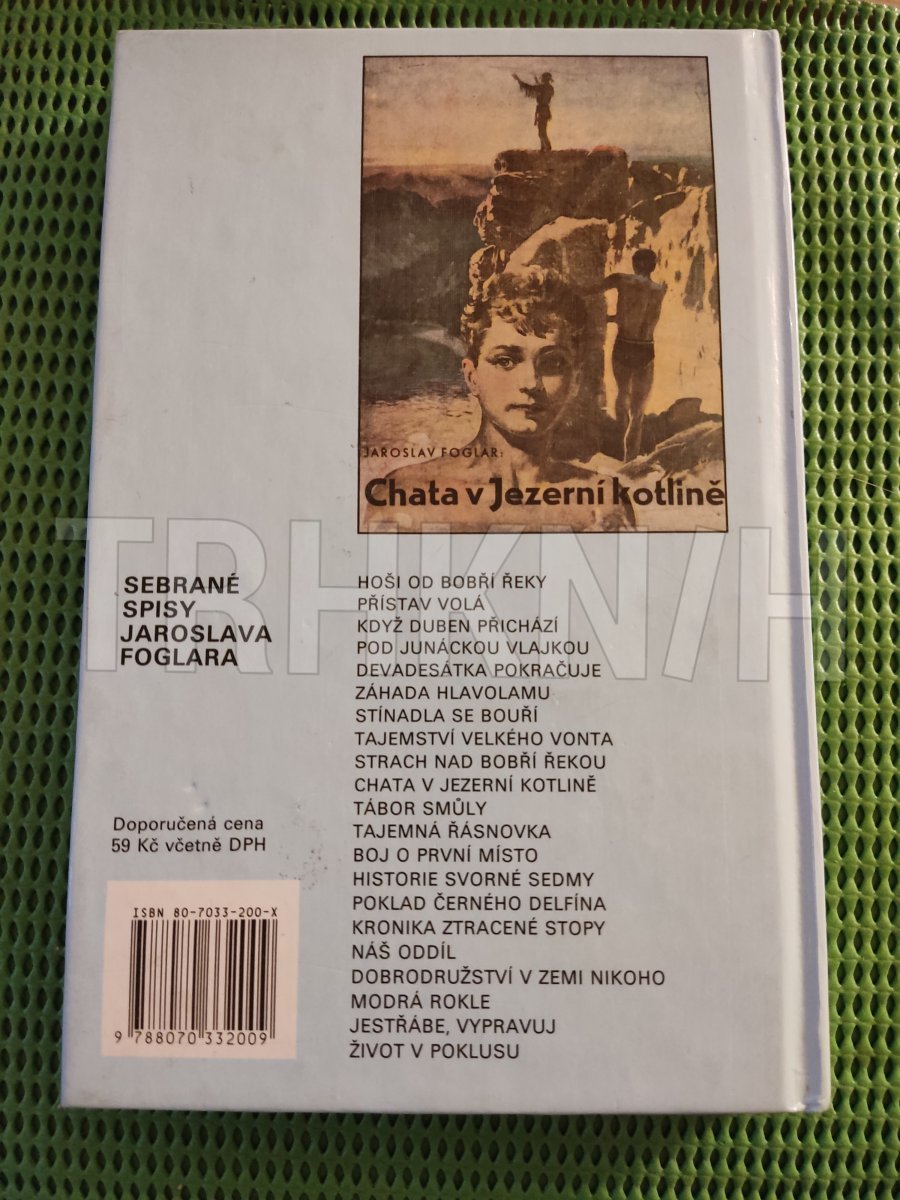 JAROSLAV FOGLAR:
Chata v Jezerní kotlině
TRHKNIH
SEBRANÉ
SPISY
JAROSLAVA
FOGLARA
HOŠI OD BOBŘÍ ŘEKY
PŘÍSTAV VOLÁ
KDYŽ DUBEN PŘICHÁZÍ
POD JUNÁCKOU VLAJKOU
DEVADESÁTKA POKRAČUJE
ZÁHADA HLAVOLAMU
STÍNADLA SE BOUŘÍ
TAJEMSTVÍ VELKÉHO VONTA
STRACH NAD BOBŘÍ ŘEKOU
CHATA V JEZERNÍ KOTLINĚ
TÁBOR SMŮLY
TAJEMNÁ ŘÁSNOVKA
BOJ O PRVNÍ MÍSTO
HISTORIE SVORNÉ SEDMY
POKLAD ČERNÉHO DELFÍNA
KRONIKA ZTRACENÉ STOPY
NÁŠ ODDÍL
DOBRODRUŽSTVÍ V ZEMI NIKOHO
MODRÁ ROKLE
JESTŘÁBE, VYPRAVUJ
ŽIVOT V POKLUSU
Doporučená cena
59 Kč včetně DPH
ISBN 80-7033-200-X
9 788070 332009